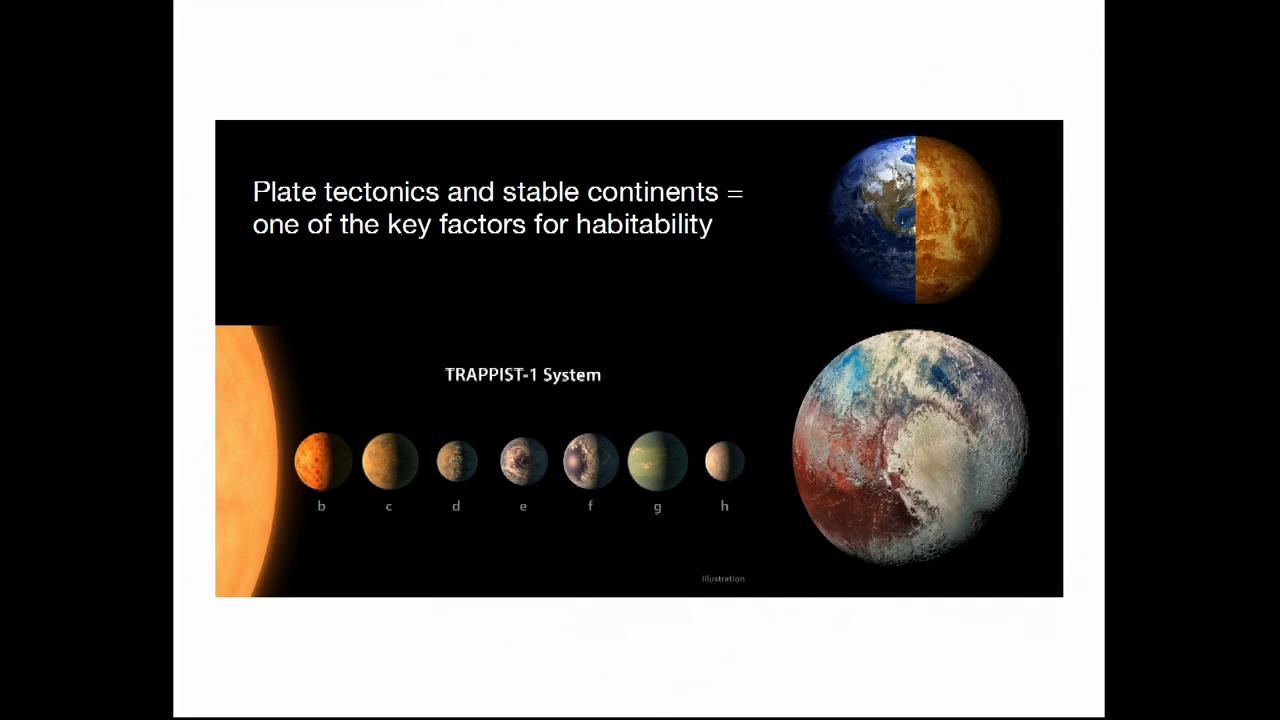 Plate tectonics and stable continents =
one of the key factors for habitability
TRAPPIST-1 System
b c d e f g h
illustration